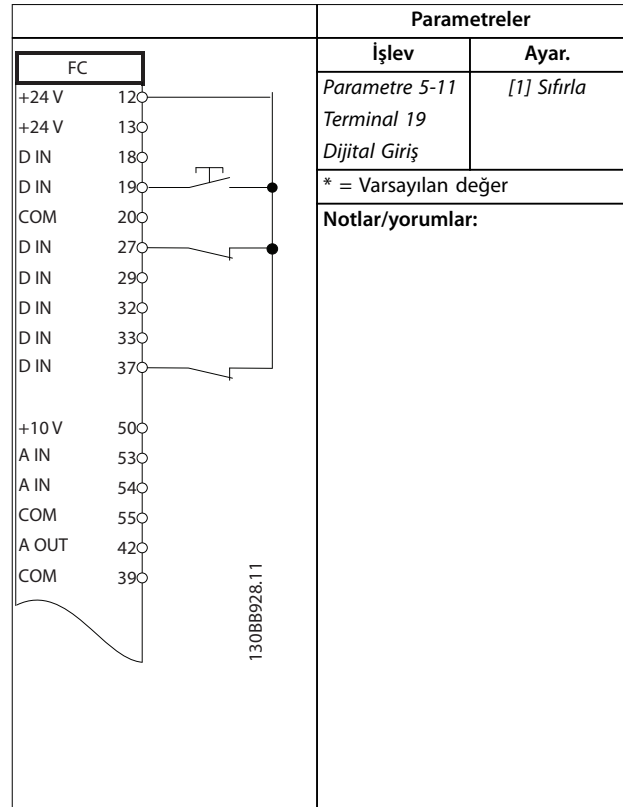 FC
+24 V 12
+24 V 13
D IN 18
D IN 19
COM 20
D IN 27
D IN 29
D IN 32
D IN 33
D IN 37
+10 V 50
A IN 53
A IN 54
COM 55
A OUT 42
COM 39
130BB928.11
Parametreler
İşlev Ayar.
Parametre 5-11 [1] Sıfırla
Terminal 19
Dijital Giriş
* = Varsayılan değer
Notlar/yorumlar: